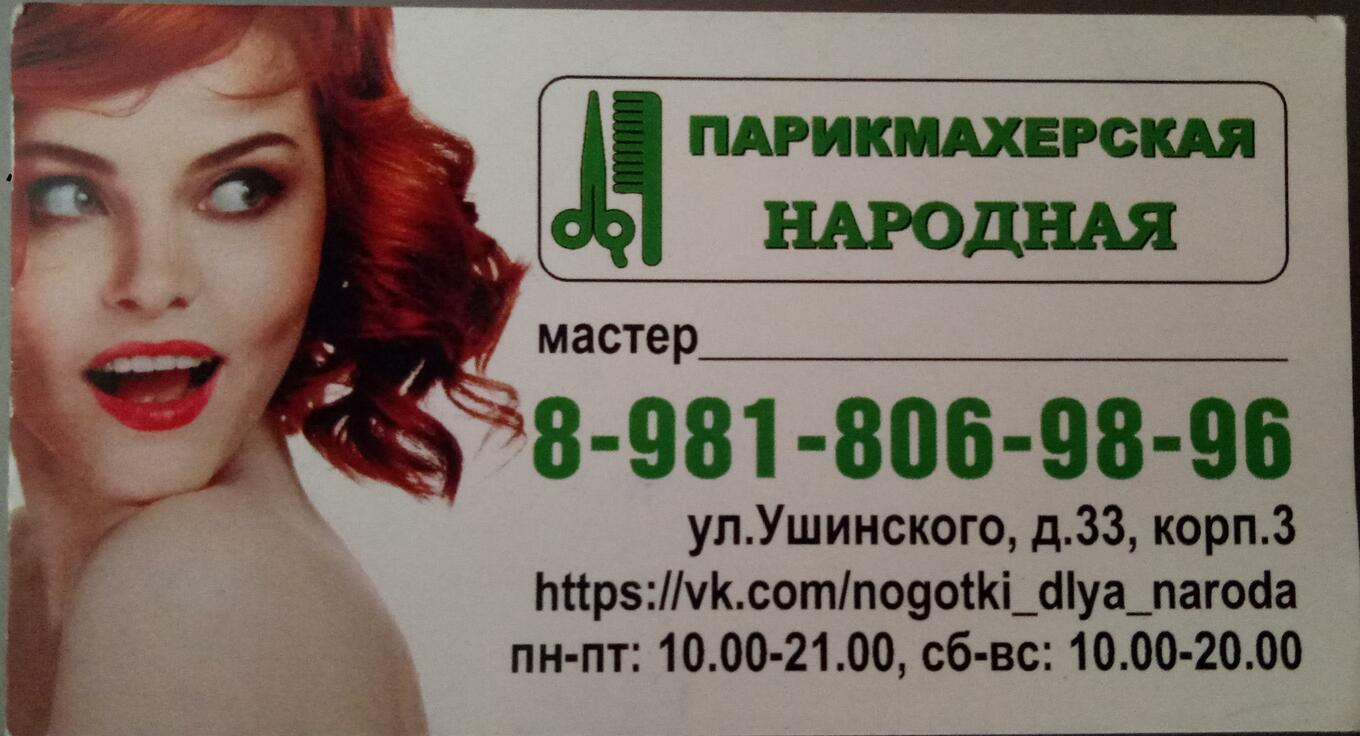 ПАРИКМАХЕРСКАЯ
НАРОДНАЯ
мастер
8-981-806-98-96
ул.Ушинского, д.33, корп.3
https://vk.com/nogotki_dlya_naroda
пн-пт: 10.00-21.00, сб-вс: 10.00-20.00